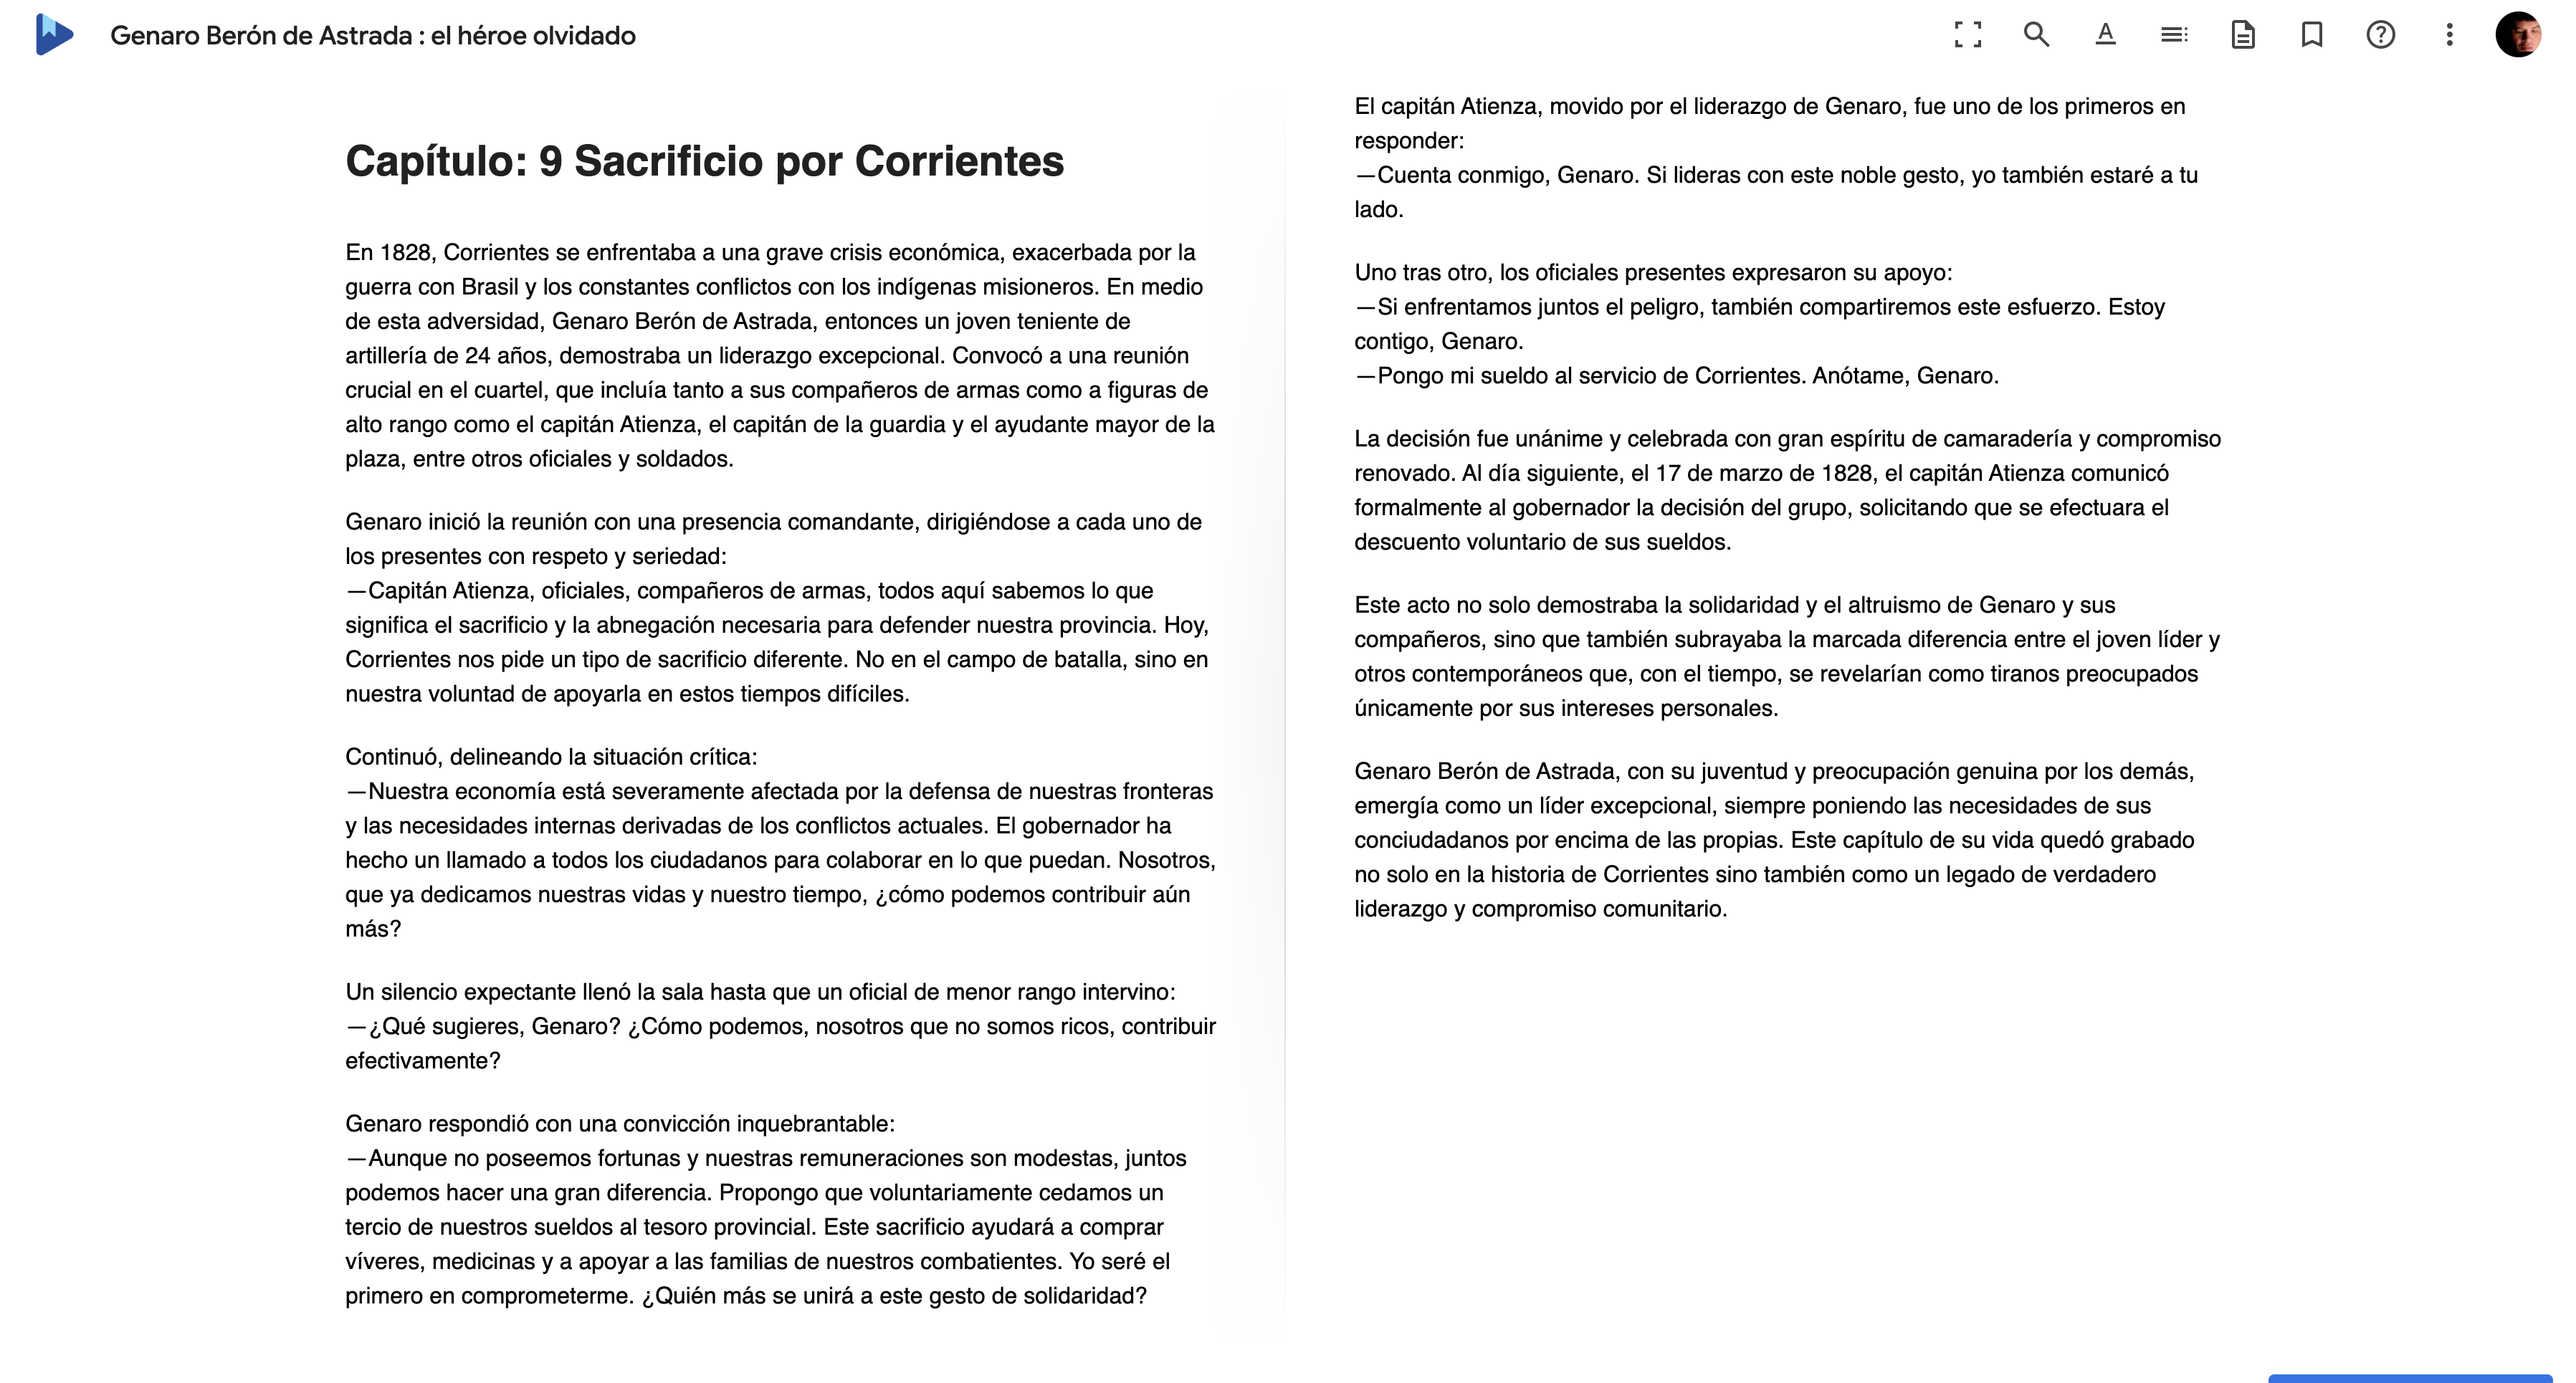 Genaro Berón de Astrada : el héroe olvidado
Capítulo: 9 Sacrificio por Corrientes
En 1828, Corrientes se enfrentaba a una grave crisis económica, exacerbada por la
guerra con Brasil y los constantes conflictos con los indígenas misioneros. En medio
de esta adversidad, Genaro Berón de Astrada, entonces un joven teniente de
artillería de 24 años, demostraba un liderazgo excepcional. Convocó a una reunión
crucial en el cuartel, que incluía tanto a sus compañeros de armas como a figuras de
alto rango como el capitán Atienza, el capitán de la guardia y el ayudante mayor de la
plaza, entre otros oficiales y soldados.
Genaro inició la reunión con una presencia comandante, dirigiéndose a cada uno de
los presentes con respeto y seriedad:
—Capitán Atienza, oficiales, compañeros de armas, todos aquí sabemos lo que
significa el sacrificio y la abnegación necesaria para defender nuestra provincia. Hoy,
Corrientes nos pide un tipo de sacrificio diferente. No en el campo de batalla, sino en
nuestra voluntad de apoyarla en estos tiempos difíciles.
Continuó, delineando la situación crítica:
—Nuestra economía está severamente afectada por la defensa de nuestras fronteras
y las necesidades internas derivadas de los conflictos actuales. El gobernador ha
hecho un llamado a todos los ciudadanos para colaborar en lo que puedan. Nosotros,
que ya dedicamos nuestras vidas y nuestro tiempo, ¿cómo podemos contribuir aún
más?
Un silencio expectante llenó la sala hasta que un oficial de menor rango intervino:
—¿Qué sugieres, Genaro? ¿Cómo podemos, nosotros que no somos ricos, contribuir
efectivamente?
Genaro respondió con una convicción inquebrantable:
—Aunque no poseemos fortunas y nuestras remuneraciones son modestas, juntos
podemos hacer una gran diferencia. Propongo que voluntariamente cedamos un
tercio de nuestros sueldos al tesoro provincial. Este sacrificio ayudará a comprar
víveres, medicinas y a apoyar a las familias de nuestros combatientes. Yo seré el
primero en comprometerme. ¿Quién más se unirá a este gesto de solidaridad?
El capitán Atienza, movido por el liderazgo de Genaro, fue uno de los primeros en
responder:
—Cuenta conmigo, Genaro. Si lideras con este noble gesto, yo también estaré a tu
lado.
Uno tras otro, los oficiales presentes expresaron su apoyo:
—Si enfrentamos juntos el peligro, también compartiremos este esfuerzo. Estoy
contigo, Genaro.
—Pongo mi sueldo al servicio de Corrientes. Anótame, Genaro.
La decisión fue unánime y celebrada con gran espíritu de camaradería y compromiso
renovado. Al día siguiente, el 17 de marzo de 1828, el capitán Atienza comunicó
formalmente al gobernador la decisión del grupo, solicitando que se efectuara el
descuento voluntario de sus sueldos.
Este acto no solo demostraba la solidaridad y el altruismo de Genaro y sus
compañeros, sino que también subrayaba la marcada diferencia entre el joven líder y
otros contemporáneos que, con el tiempo, se revelarían como tiranos preocupados
únicamente por sus intereses personales.
Genaro Berón de Astrada, con su juventud y preocupación genuina por los demás,
emergía como un líder excepcional, siempre poniendo las necesidades de sus
conciudadanos por encima de las propias. Este capítulo de su vida quedó grabado
no solo en la historia de Corrientes sino también como un legado de verdadero
liderazgo y compromiso comunitario.